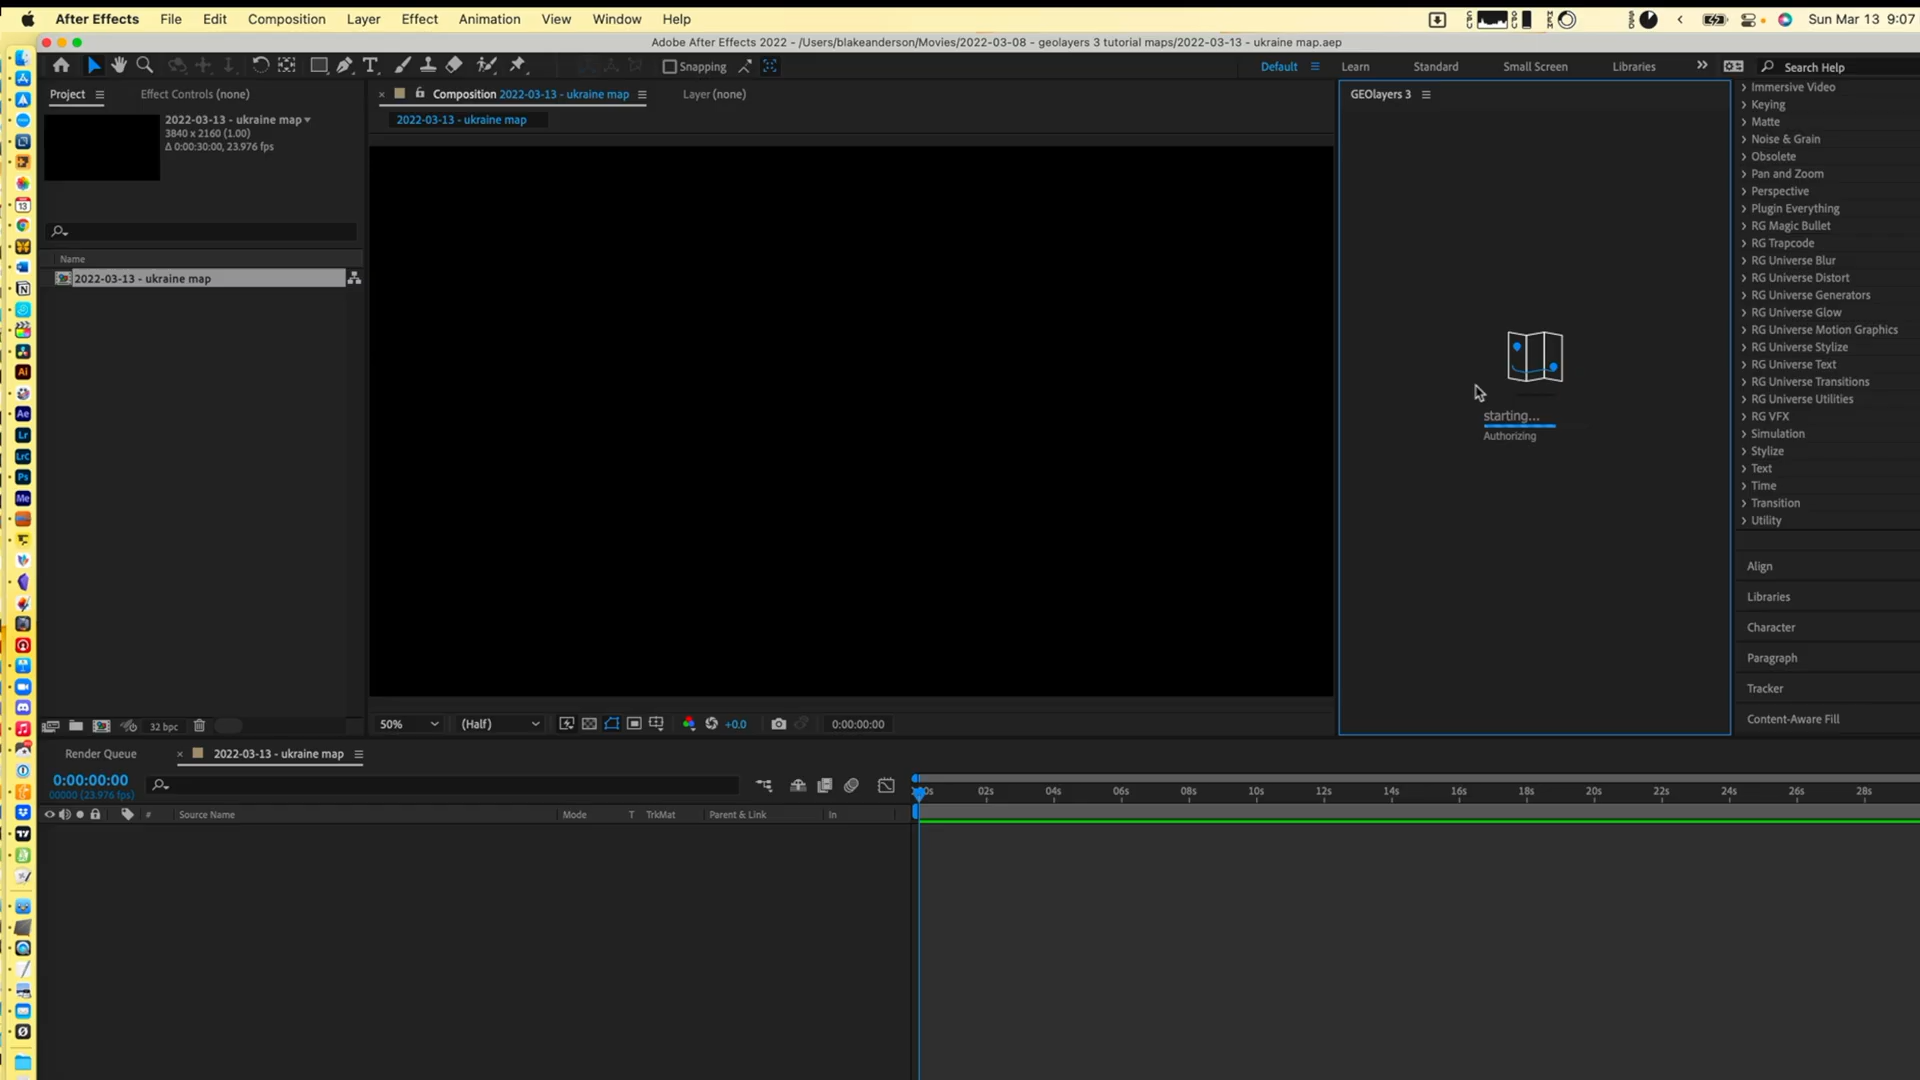 After Effects File Edit Composition Layer Effect Animation View Window Help Sun Mar 13 9:07
Adobe After Effects 2022 - /Users/blakeanderson/Movies/2022-03-08 - geolayers 3 tutorial maps/2022-03-13 - ukraine map.aep
Snapping Default Learn Standard Small Screen Libraries Search Help
Project Effect Controls (none) Composition 2022-03-13 - ukraine map Layer (none) GEOlayers 3
2022-03-13 - ukraine map
3840 x 2160 (1.00)
Δ 0:00:30:00, 23.976 fps
2022-03-13 - ukraine map
Name
2022-03-13 - ukraine map
starting...
Authorizing
Immersive Video
Keying
Matte
Noise & Grain
Obsolete
Pan and Zoom
Perspective
Plugin Everything
RG Magic Bullet
RG Trapcode
RG Universe Blur
RG Universe Distort
RG Universe Generators
RG Universe Glow
RG Universe Motion Graphics
RG Universe Stylize
RG Universe Text
RG Universe Transitions
RG Universe Utilities
RG VFX
Simulation
Stylize
Text
Time
Transition
Utility
Align
Libraries
Character
Paragraph
Tracker
Content-Aware Fill
32 bpc
50% (Half) +0.0 0:00:00:00
Render Queue 2022-03-13 - ukraine map
0:00:00:00
00000 (23.976 fps)
02s 04s 06s 08s 10s 12s 14s 16s 18s 20s 22s 24s 26s 28s
# Source Name Mode T TrkMat Parent & Link In
13
Ai
Ae
Lr
LrC
Ps
Me